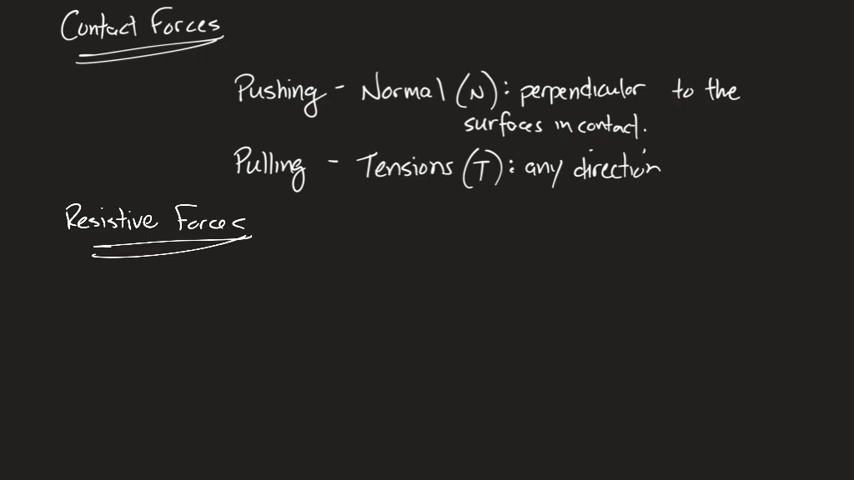 Contact Forces
Pushing - Normal (N): perpendicular to the
surfaces in contact.
Pulling - Tensions (T): any direction
Resistive Forces